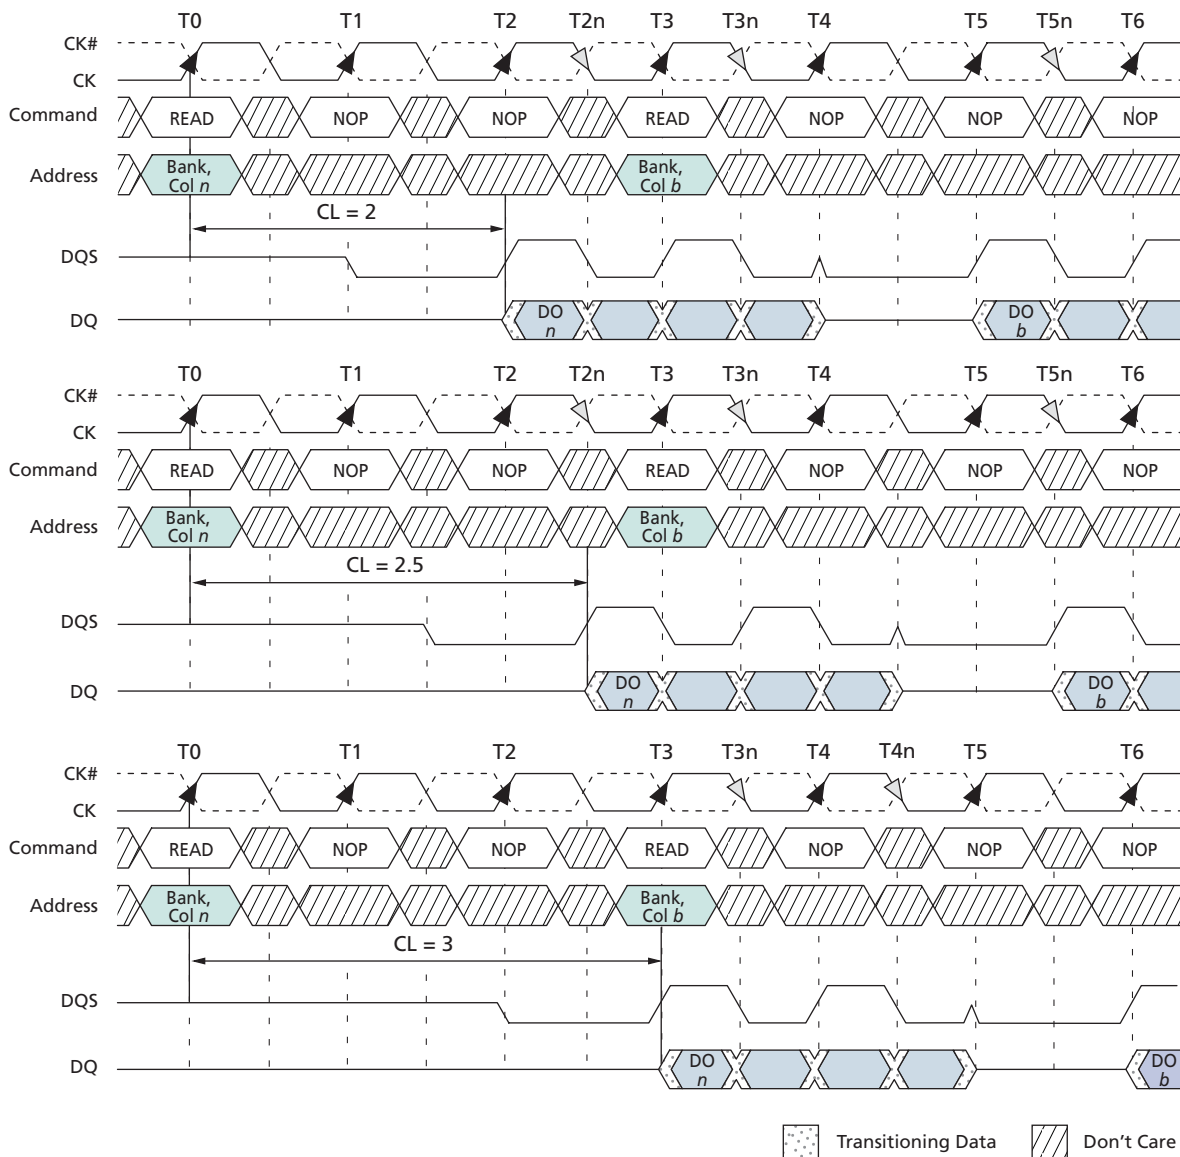 T0 T1 T2 T2n T3 T3n T4 T5 T5n T6
CK#
CK
Command READ NOP NOP READ NOP NOP NOP
Address Bank, Col n Bank, Col b
CL = 2
DQS
DQ DO n DO b
T0 T1 T2 T2n T3 T3n T4 T5 T5n T6
CK#
CK
Command READ NOP NOP READ NOP NOP NOP
Address Bank, Col n Bank, Col b
CL = 2.5
DQS
DQ DO n DO b
T0 T1 T2 T3 T3n T4 T4n T5 T6
CK#
CK
Command READ NOP NOP READ NOP NOP NOP
Address Bank, Col n Bank, Col b
CL = 3
DQS
DQ DO n DO b
Transitioning Data Don't Care